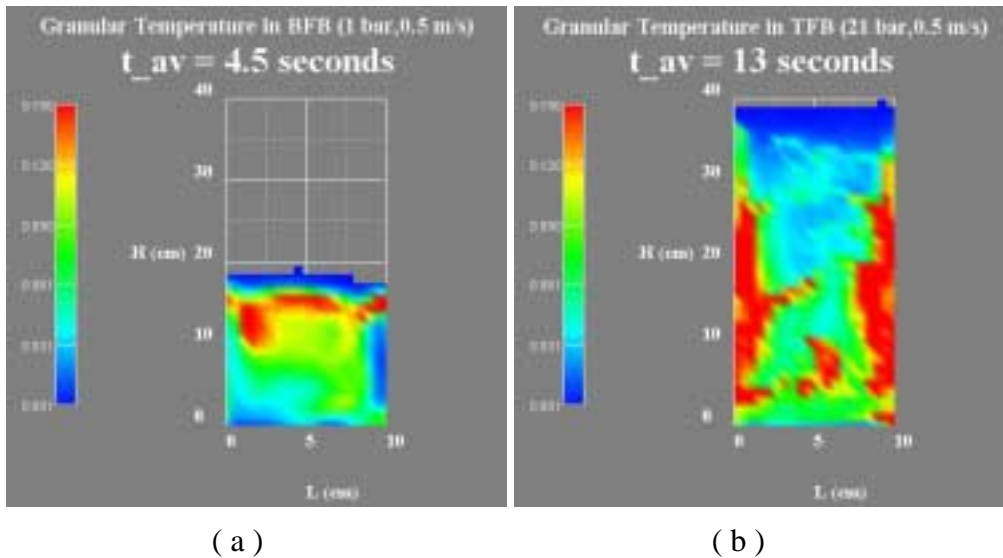 Granular Temperature in BFB (1 bar,0.5 m/s)
t_av = 4.5 seconds
40
30
H (cm) 20
10
0
0 5 10
L (cm)
( a )
Granular Temperature in TFB (21 bar,0.5 m/s)
t_av = 13 seconds
40
30
H (cm) 20
10
0
0 5 10
L (cm)
( b )